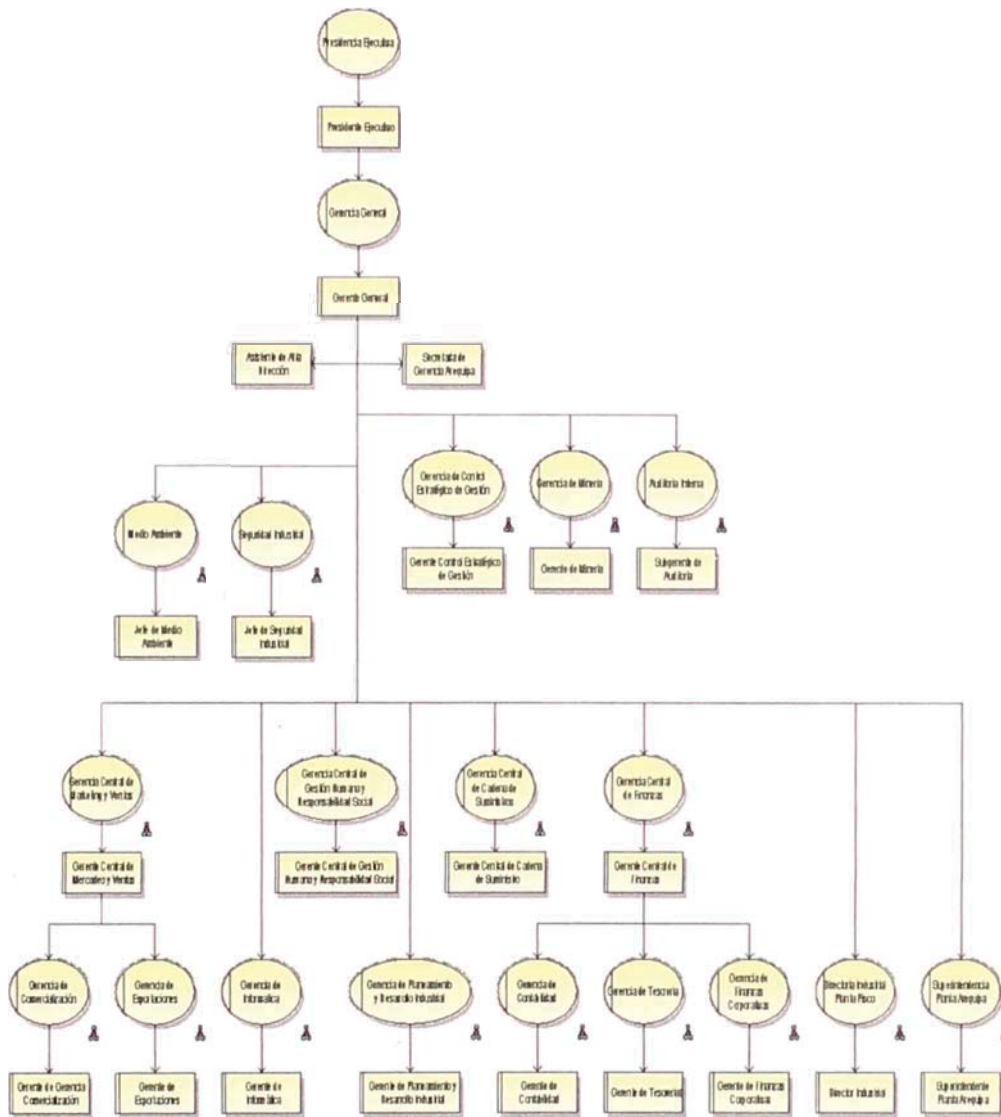 Presidencia Ejecutiva
Presidente Ejecutivo
Gerencia General
Gerente General
Asistente de Alta
Dirección
Secretaria de
Gerencia Arequipa
Gerencia de Control
Estratégico de Gestión
Gerencia de Minería
Auditoría Interna
Medio Ambiente
Seguridad Industrial
Gerente Control Estratégico
de Gestión
Gerente de Minería
Subgerente de
Auditoría
Jefe de Medio
Ambiente
Jefe de Seguridad
Industrial
Gerencia Central de
Marketing y Ventas
Gerencia Central de
Gestión Humana y
Responsabilidad Social
Gerencia Central
de Cadena de
Suministros
Gerencia Central
de Finanzas
Gerente Central de
Mercadeo y Ventas
Gerente Central de Gestión
Humana y Responsabilidad Social
Gerente Central de Cadena
de Suministro
Gerente Central de
Finanzas
Gerencia de
Comercialización
Gerencia de
Exportaciones
Gerencia de
Informática
Gerencia de Planeamiento
y Desarrollo Industrial
Gerencia de
Contabilidad
Gerencia de Tesorería
Gerencia de
Finanzas
Corporativas
Directoria Industrial
Planta Pisco
Superintendencia
Planta Arequipa
Gerente de Gerencia
Comercialización
Gerente de
Exportaciones
Gerente de
Informática
Gerente de Planeamiento y
Desarrollo Industrial
Gerente de
Contabilidad
Gerente de Tesorerías
Gerente de Finanzas
Corporativas
Director Industrial
Superintendente
Planta Arequipa